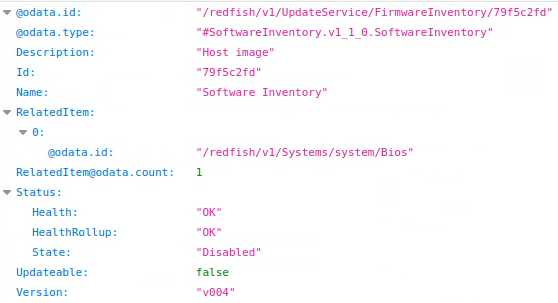 @odata.id: "/redfish/v1/UpdateService/FirmwareInventory/79f5c2fd"
@odata.type: "#SoftwareInventory.v1_1_0.SoftwareInventory"
Description: "Host image"
Id: "79f5c2fd"
Name: "Software Inventory"
RelatedItem:
0:
@odata.id: "/redfish/v1/Systems/system/Bios"
RelatedItem@odata.count: 1
Status:
Health: "OK"
HealthRollup: "OK"
State: "Disabled"
Updateable: false
Version: "v004"